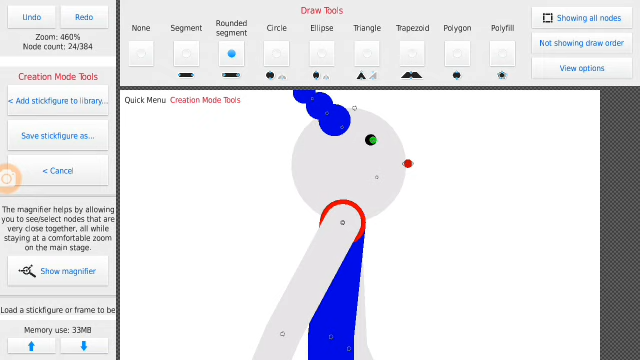 Undo
Redo
Zoom: 460%
Node count: 24/384
Creation Mode Tools
< Add stickfigure to library...
Save stickfigure as...
< Cancel
The magnifier helps by allowing
you to see/select nodes that are
very close together, all while
staying at a comfortable zoom
on the main stage.
Show magnifier
Load a stickfigure or frame to be
Memory use: 33MB
Draw Tools
None
Segment
Rounded
segment
Circle
Ellipse
Triangle
Trapezoid
Polygon
Polyfill
Showing all nodes
Not showing draw order
View options
Quick Menu
Creation Mode Tools